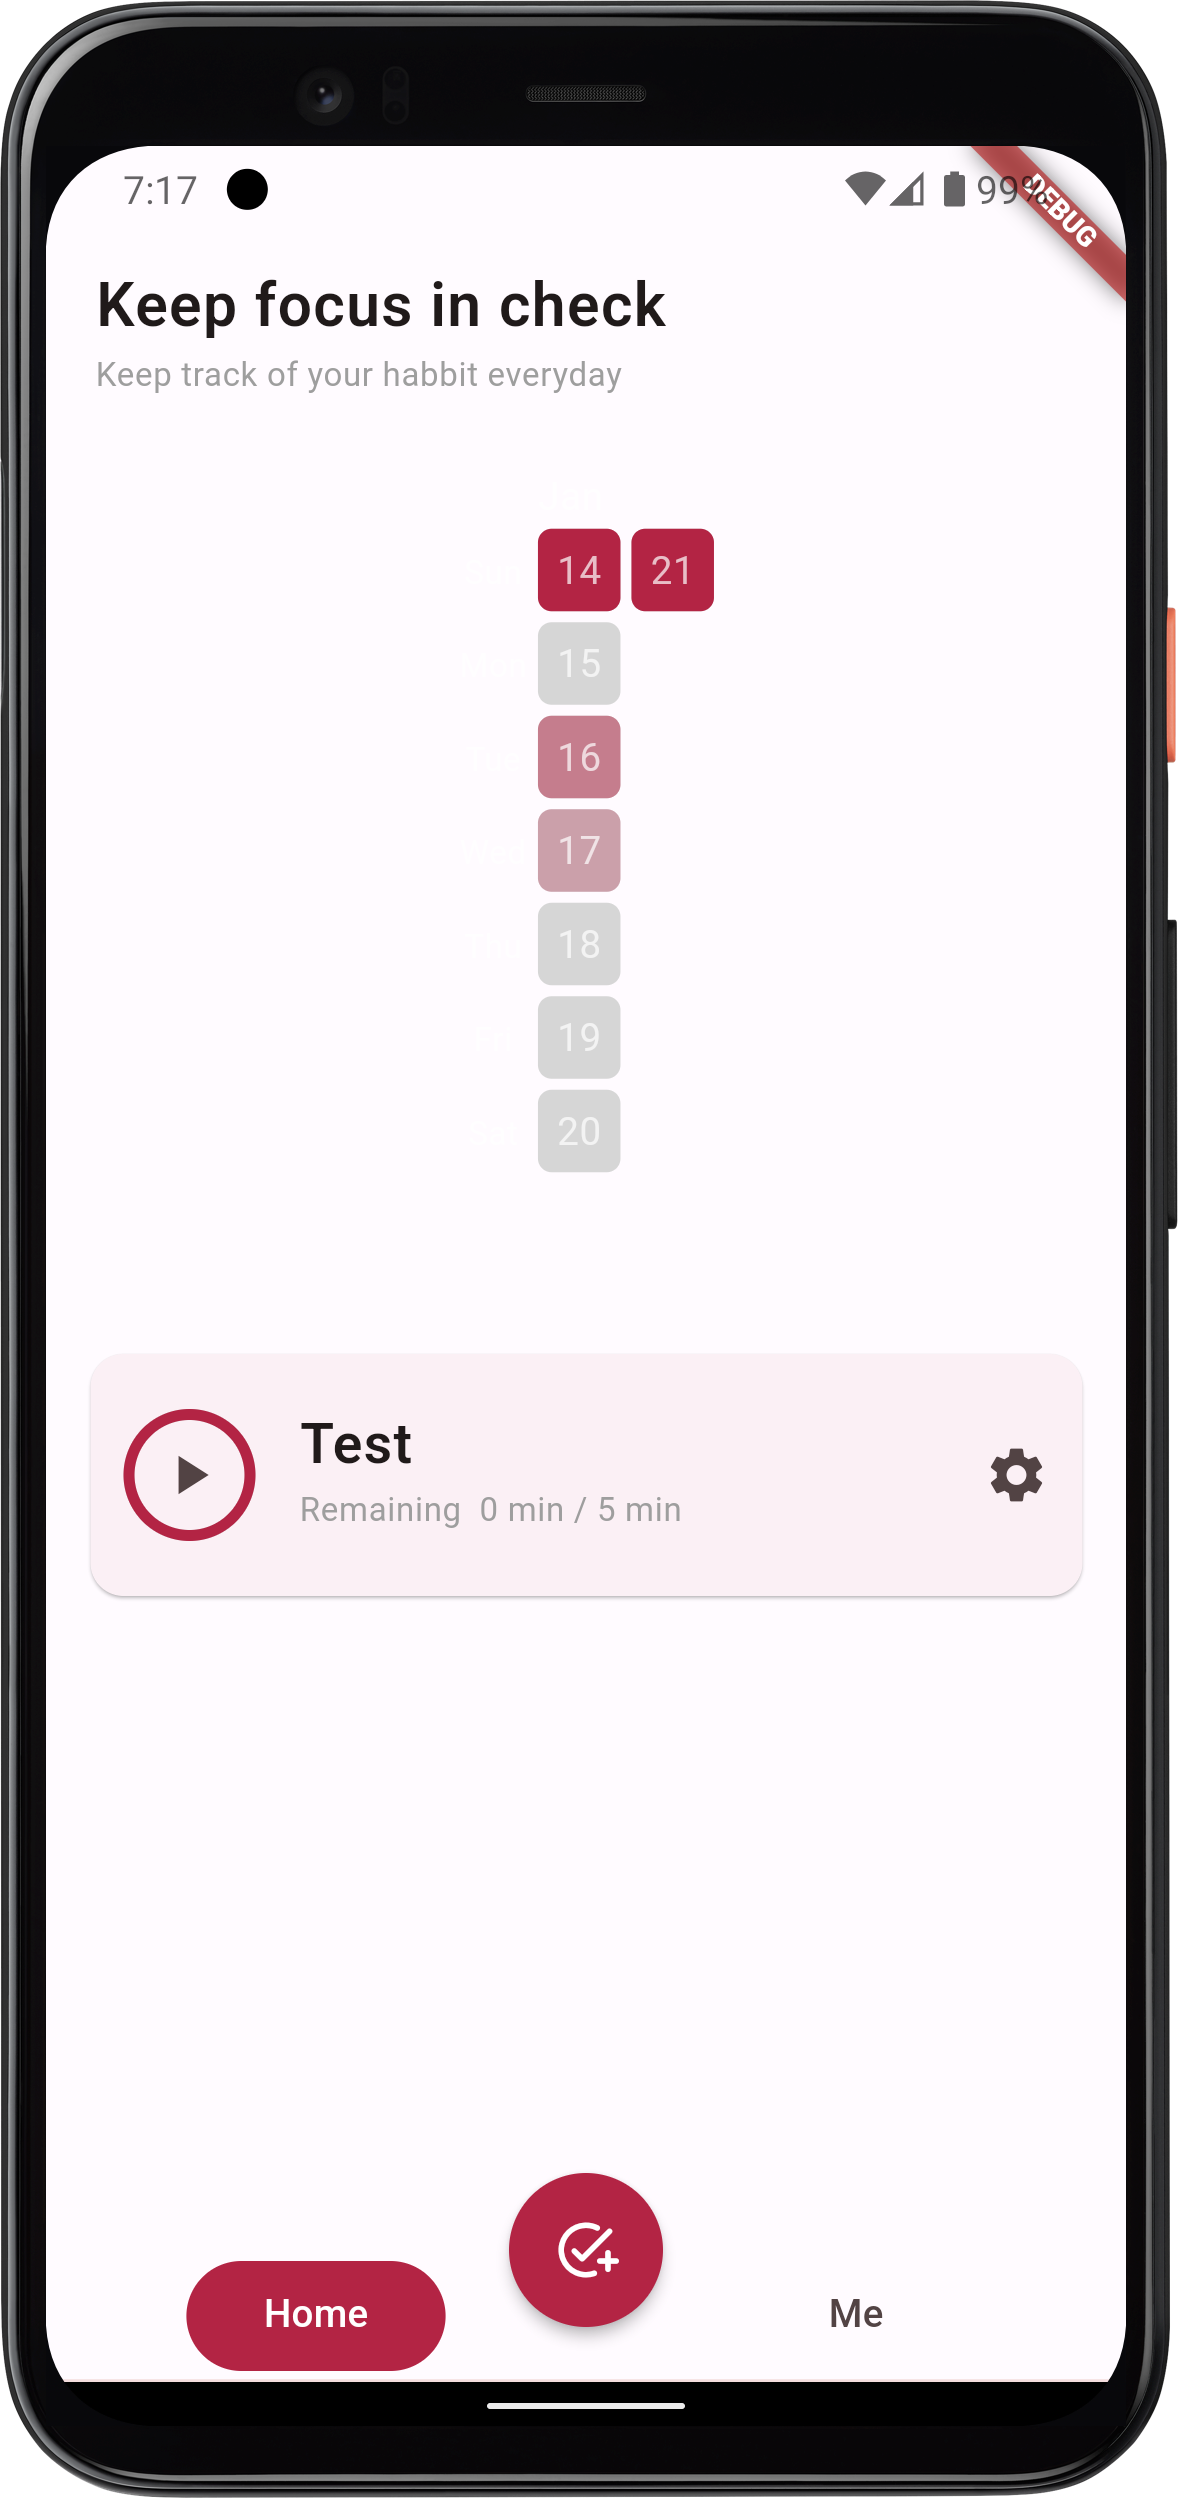 7:17
99%
DEBUG
Keep focus in check
Keep track of your habbit everyday
14 21
15
16
17
18
19
20
Test
Remaining 0 min / 5 min
Home
Me